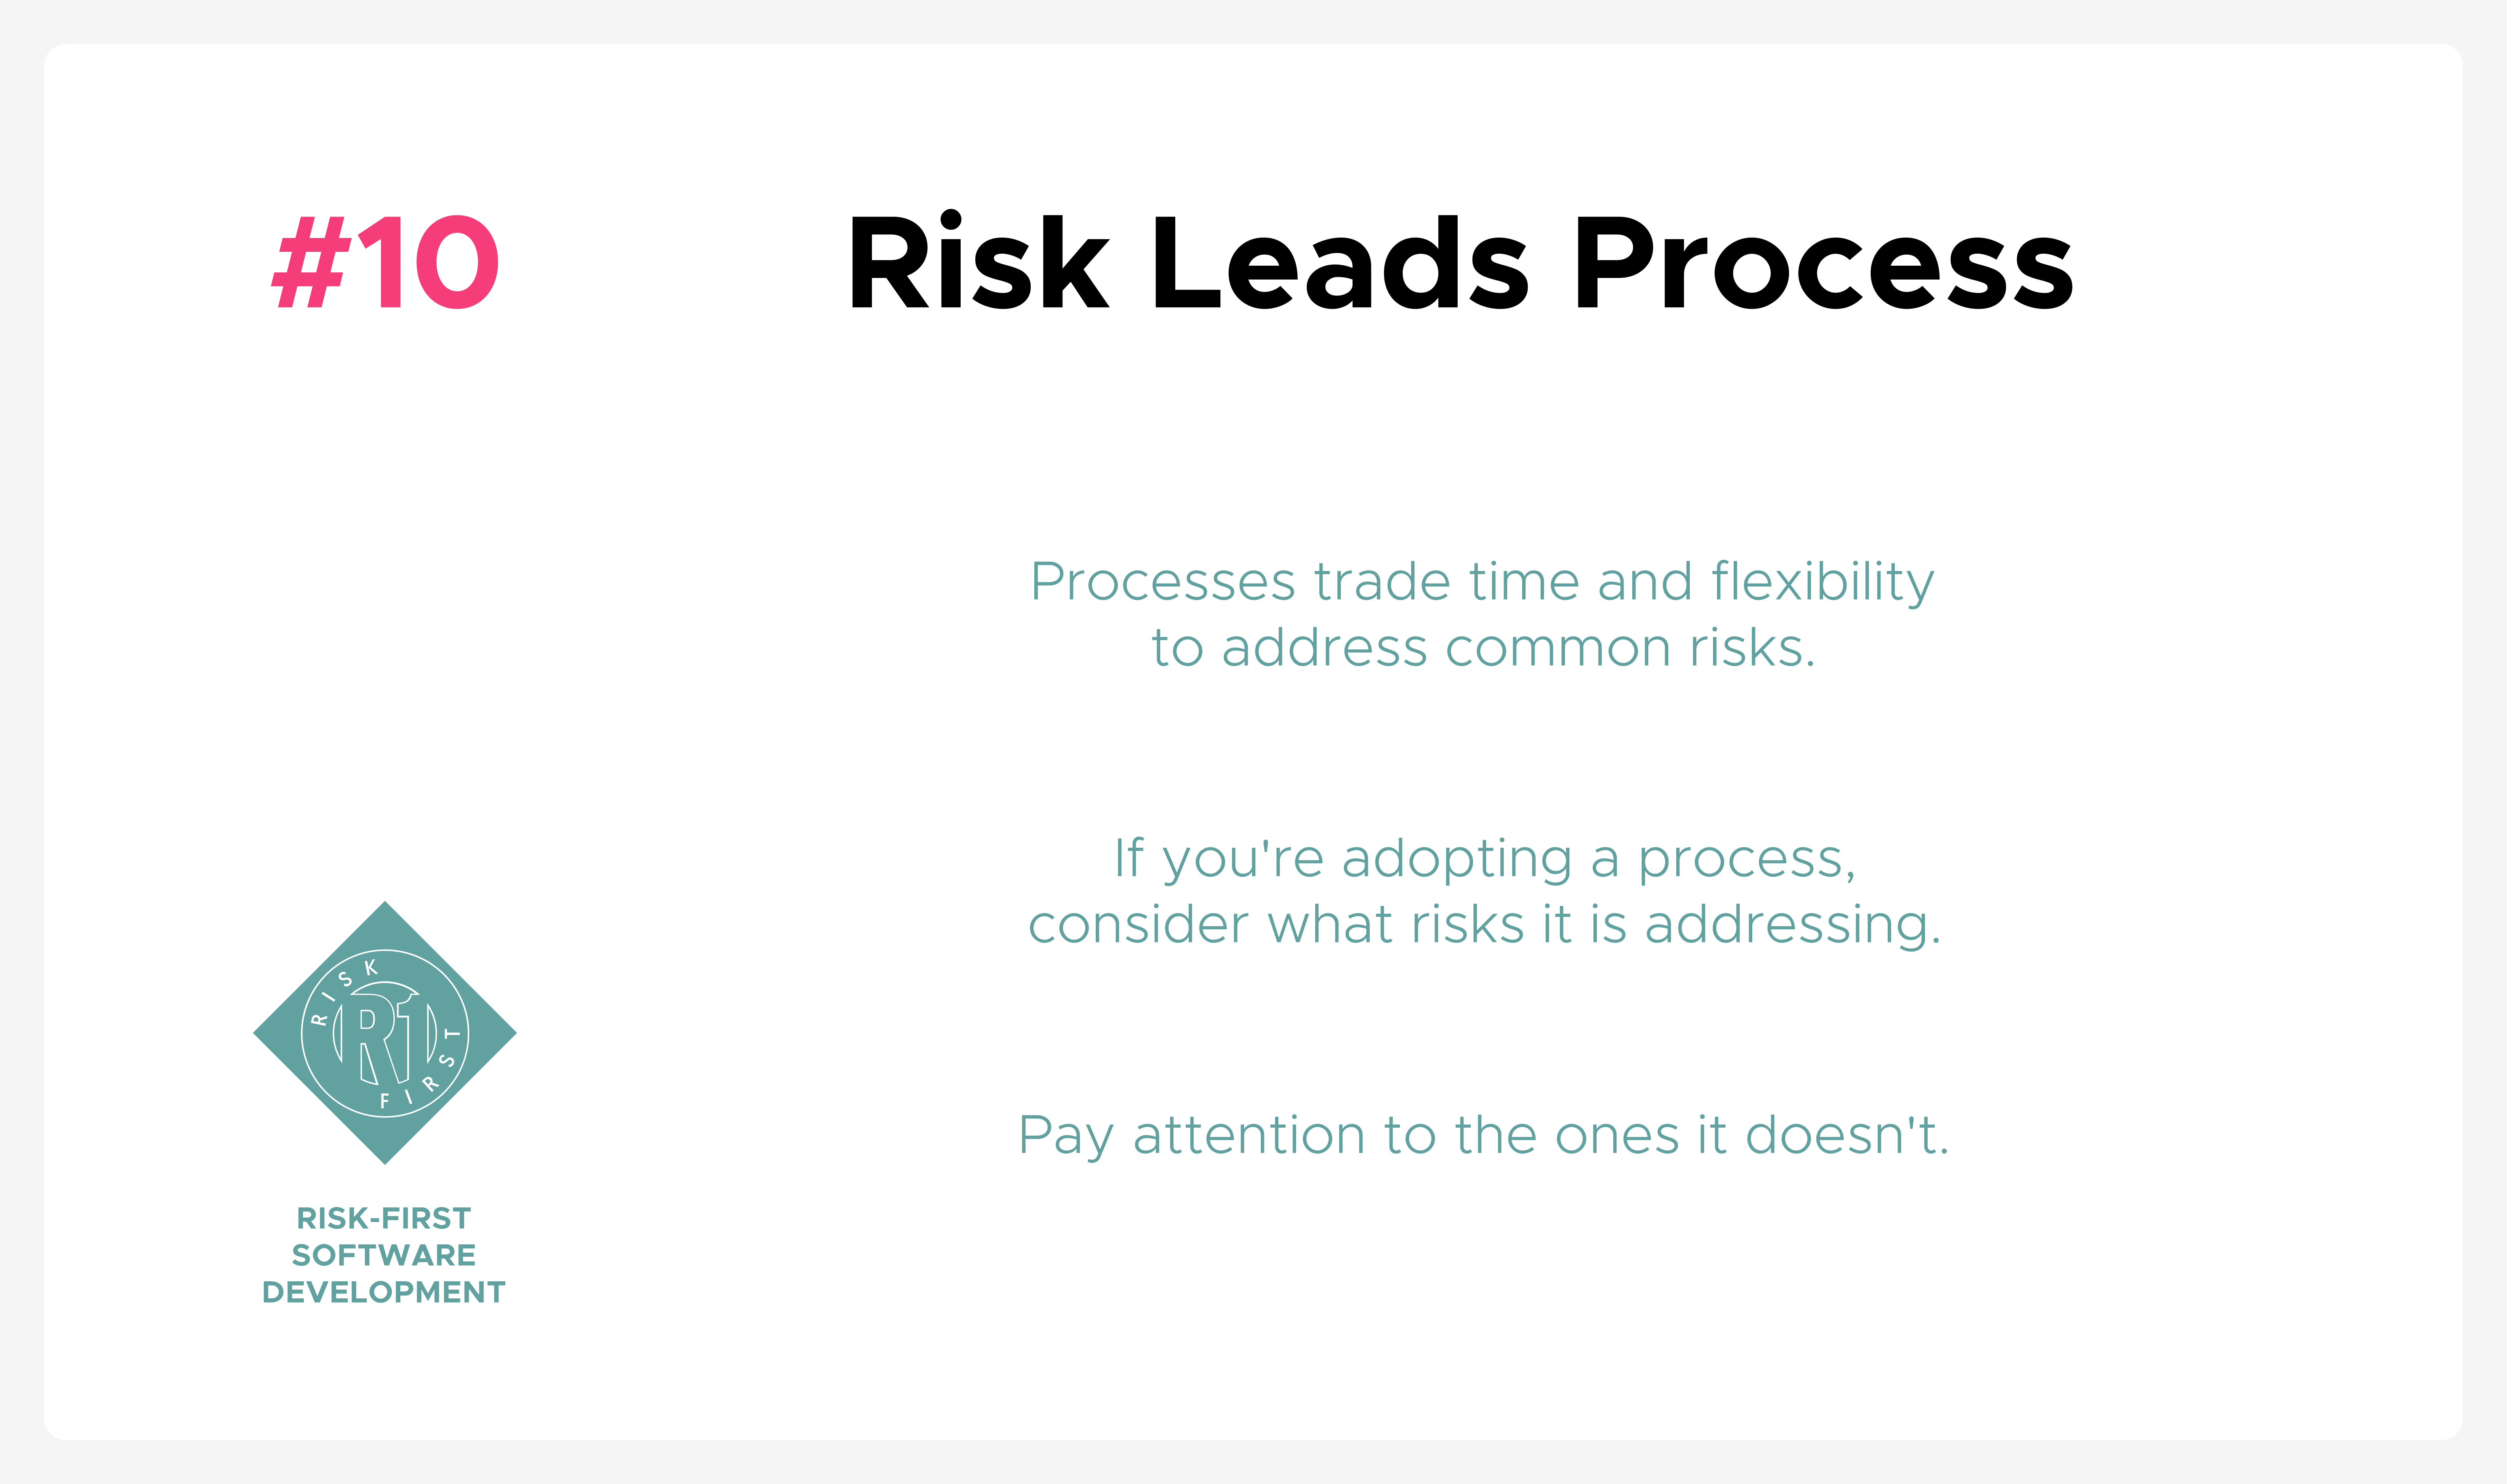 #10
Risk Leads Process
Processes trade time and flexibility
to address common risks.
If you're adopting a process,
consider what risks it is addressing.
Pay attention to the ones it doesn't.
RISK
R1
FIRST
RISK-FIRST
SOFTWARE
DEVELOPMENT